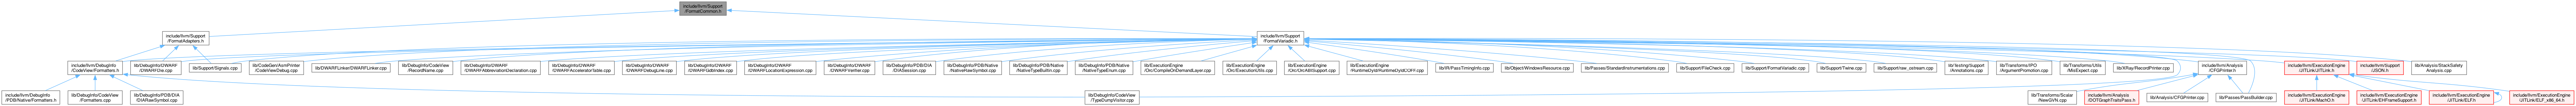 include/llvm/Support
/FormatCommon.h
include/llvm/Support
/FormatAdapters.h
include/llvm/Support
/FormatVariadic.h
include/llvm/DebugInfo
/CodeView/Formatters.h
lib/DebugInfo/DWARF
/DWARFDie.cpp
lib/Support/Signals.cpp
lib/CodeGen/AsmPrinter
/CodeViewDebug.cpp
lib/DWARFLinker/DWARFLinker.cpp
lib/DebugInfo/CodeView
/RecordName.cpp
lib/DebugInfo/DWARF
/DWARFAbbreviationDeclaration.cpp
lib/DebugInfo/DWARF
/DWARFAcceleratorTable.cpp
lib/DebugInfo/DWARF
/DWARFDebugLine.cpp
lib/DebugInfo/DWARF
/DWARFGdbIndex.cpp
lib/DebugInfo/DWARF
/DWARFLocationExpression.cpp
lib/DebugInfo/DWARF
/DWARFVerifier.cpp
lib/DebugInfo/PDB/DIA
/DIASession.cpp
lib/DebugInfo/PDB/Native
/NativeRawSymbol.cpp
lib/DebugInfo/PDB/Native
/NativeTypeBuiltin.cpp
lib/DebugInfo/PDB/Native
/NativeTypeEnum.cpp
lib/ExecutionEngine
/Orc/CompileOnDemandLayer.cpp
lib/ExecutionEngine
/Orc/ExecutionUtils.cpp
lib/ExecutionEngine
/Orc/OrcABISupport.cpp
lib/ExecutionEngine
/RuntimeDyld/RuntimeDyldCOFF.cpp
lib/IR/PassTimingInfo.cpp
lib/Object/WindowsResource.cpp
lib/Passes/StandardInstrumentations.cpp
lib/Support/FileCheck.cpp
lib/Support/FormatVariadic.cpp
lib/Support/Twine.cpp
lib/Support/raw_ostream.cpp
lib/Testing/Support
/Annotations.cpp
lib/Transforms/IPO
/ArgumentPromotion.cpp
lib/Transforms/Utils
/MisExpect.cpp
lib/XRay/RecordPrinter.cpp
include/llvm/Analysis
/CFGPrinter.h
include/llvm/ExecutionEngine
/JITLink/JITLink.h
include/llvm/Support
/JSON.h
lib/Analysis/StackSafety
Analysis.cpp
include/llvm/DebugInfo
/PDB/Native/Formatters.h
lib/DebugInfo/CodeView
/Formatters.cpp
lib/DebugInfo/PDB/DIA
/DIARawSymbol.cpp
lib/DebugInfo/CodeView
/TypeDumpVisitor.cpp
lib/Transforms/Scalar
/NewGVN.cpp
include/llvm/Analysis
/DOTGraphTraitsPass.h
lib/Analysis/CFGPrinter.cpp
lib/Passes/PassBuilder.cpp
include/llvm/ExecutionEngine
/JITLink/MachO.h
include/llvm/ExecutionEngine
/JITLink/EHFrameSupport.h
include/llvm/ExecutionEngine
/JITLink/ELF.h
include/llvm/ExecutionEngine
/JITLink/ELF_x86_64.h